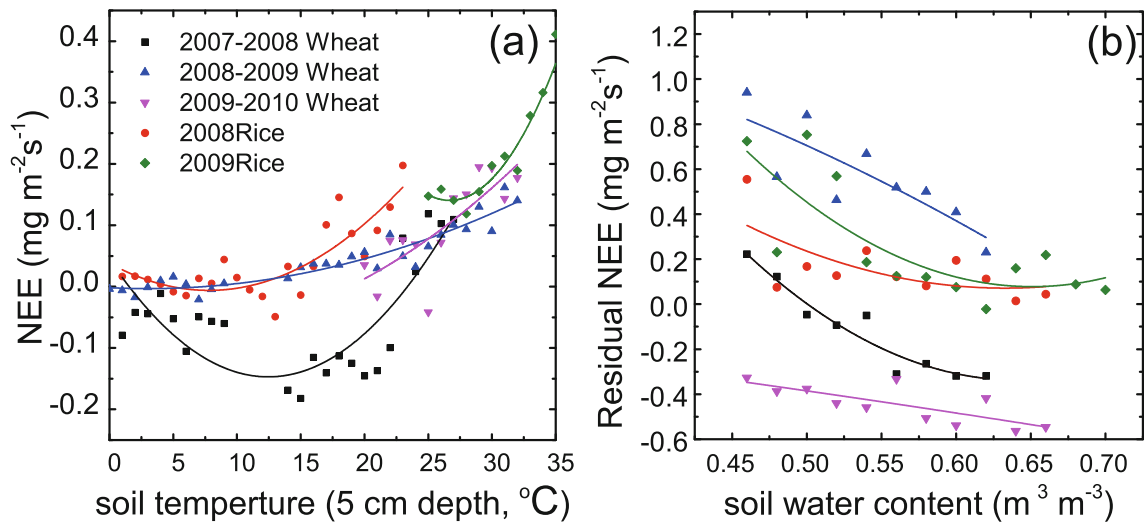 (a)
2007-2008 Wheat
2008-2009 Wheat
2009-2010 Wheat
2008Rice
2009Rice
NEE (mg m⁻²s⁻¹)
0.4
0.3
0.2
0.1
0.0
-0.1
-0.2
0 5 10 15 20 25 30 35
soil temperture (5 cm depth, °C)
(b)
Residual NEE (mg m⁻²s⁻¹)
1.2
1.0
0.8
0.6
0.4
0.2
0.0
-0.2
-0.4
-0.6
0.45 0.50 0.55 0.60 0.65 0.70
soil water content (m³ m⁻³)